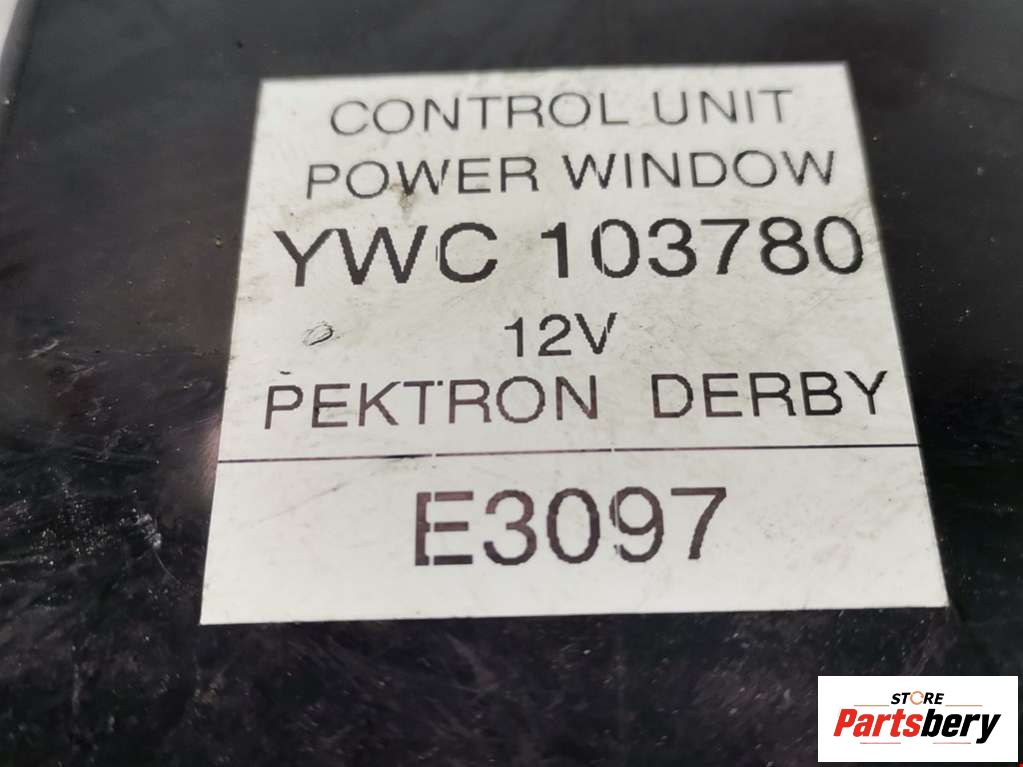 CONTROL UNIT
POWER WINDOW
YWC 103780
12V
PEKTRON DERBY
E3097
STORE
Partsbery